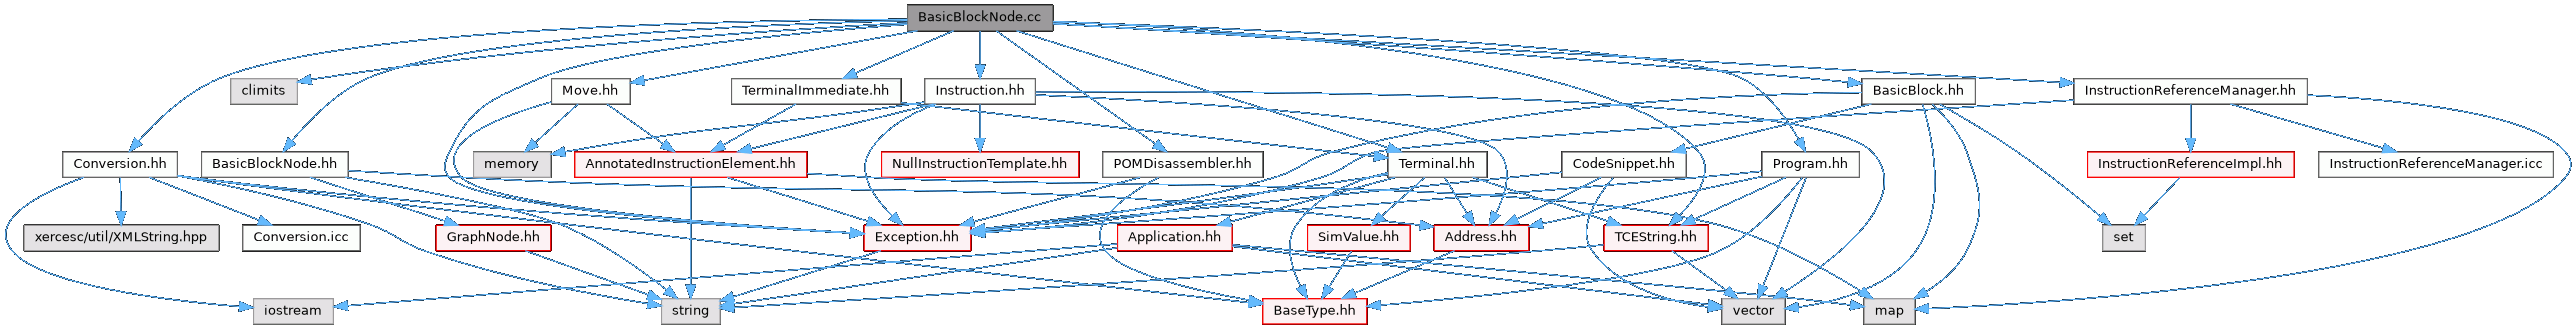 BasicBlockNode.cc
climits
Move.hh
TerminalImmediate.hh
Instruction.hh
BasicBlock.hh
InstructionReferenceManager.hh
Conversion.hh
BasicBlockNode.hh
memory
AnnotatedInstructionElement.hh
NullInstructionTemplate.hh
POMDisassembler.hh
Terminal.hh
CodeSnippet.hh
Program.hh
InstructionReferenceImpl.hh
InstructionReferenceManager.icc
xercesc/util/XMLString.hpp
Conversion.icc
GraphNode.hh
Exception.hh
Application.hh
SimValue.hh
Address.hh
TCEString.hh
set
iostream
string
BaseType.hh
vector
map